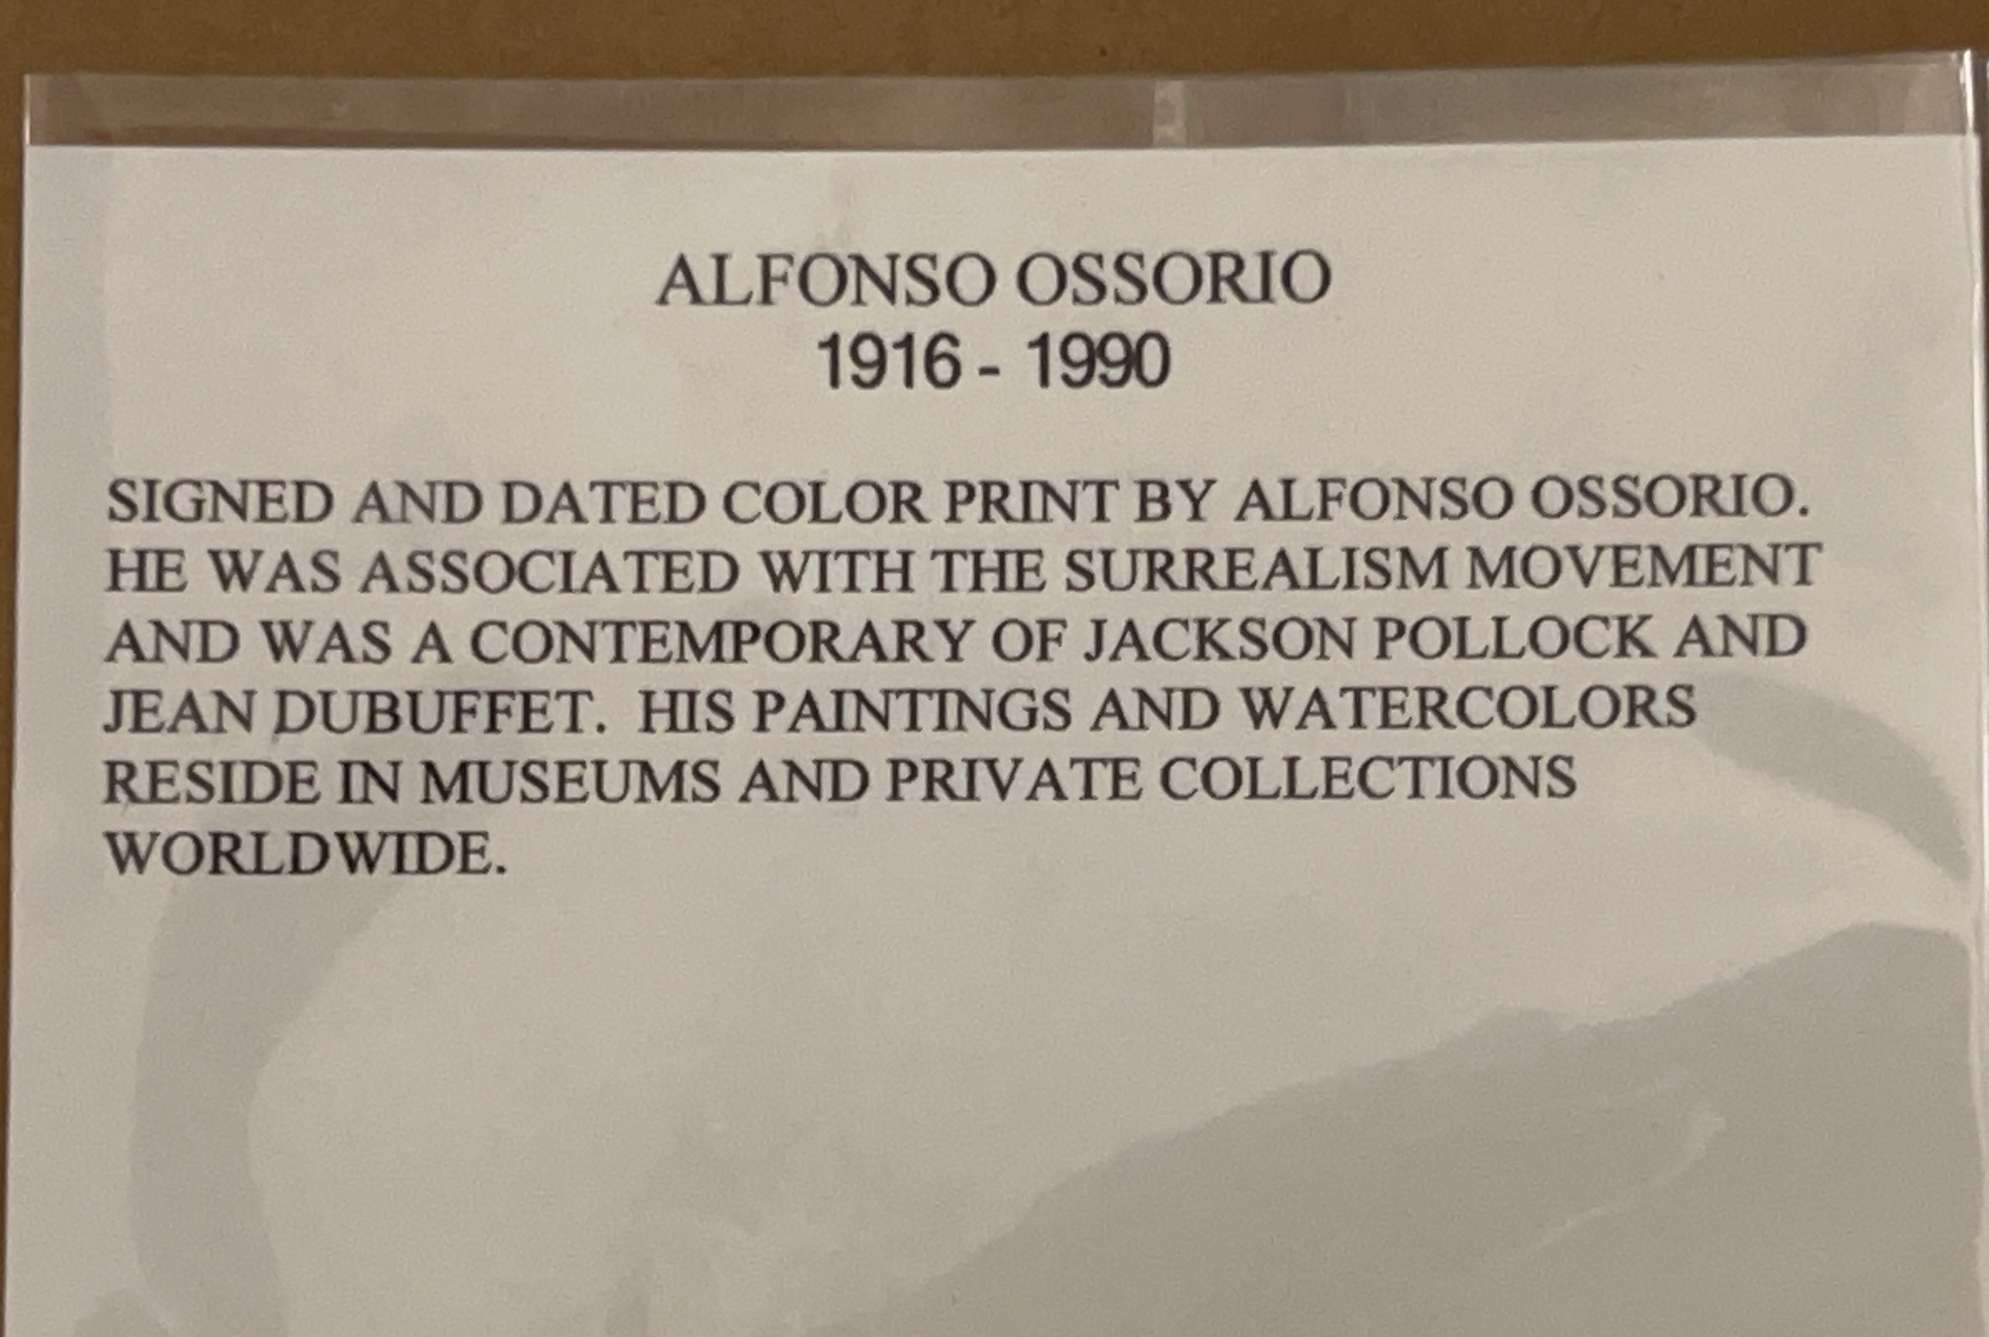 ALFONSO OSSORIO
1916 - 1990
SIGNED AND DATED COLOR PRINT BY ALFONSO OSSORIO.
HE WAS ASSOCIATED WITH THE SURREALISM MOVEMENT
AND WAS A CONTEMPORARY OF JACKSON POLLOCK AND
JEAN DUBUFFET. HIS PAINTINGS AND WATERCOLORS
RESIDE IN MUSEUMS AND PRIVATE COLLECTIONS
WORLDWIDE.